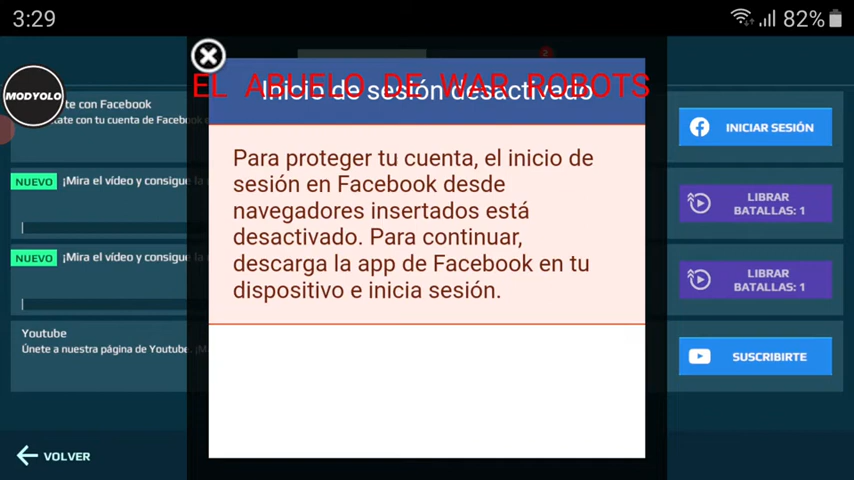 3:29
82%
EL ABUELO DE WAR ROBOTS
Inicio de sesión desactivado
2
MODYOLO
te con Facebook
tate con tu cuenta de Facebook
INICIAR SESIÓN
Para proteger tu cuenta, el inicio de
sesión en Facebook desde
navegadores insertados está
desactivado. Para continuar,
descarga la app de Facebook en tu
dispositivo e inicia sesión.
NUEVO ¡Mira el vídeo y consigue la
LIBRAR
BATALLAS: 1
NUEVO ¡Mira el vídeo y consigue la
LIBRAR
BATALLAS: 1
Youtube
Únete a nuestra página de Youtube.
SUSCRIBIRTE
VOLVER